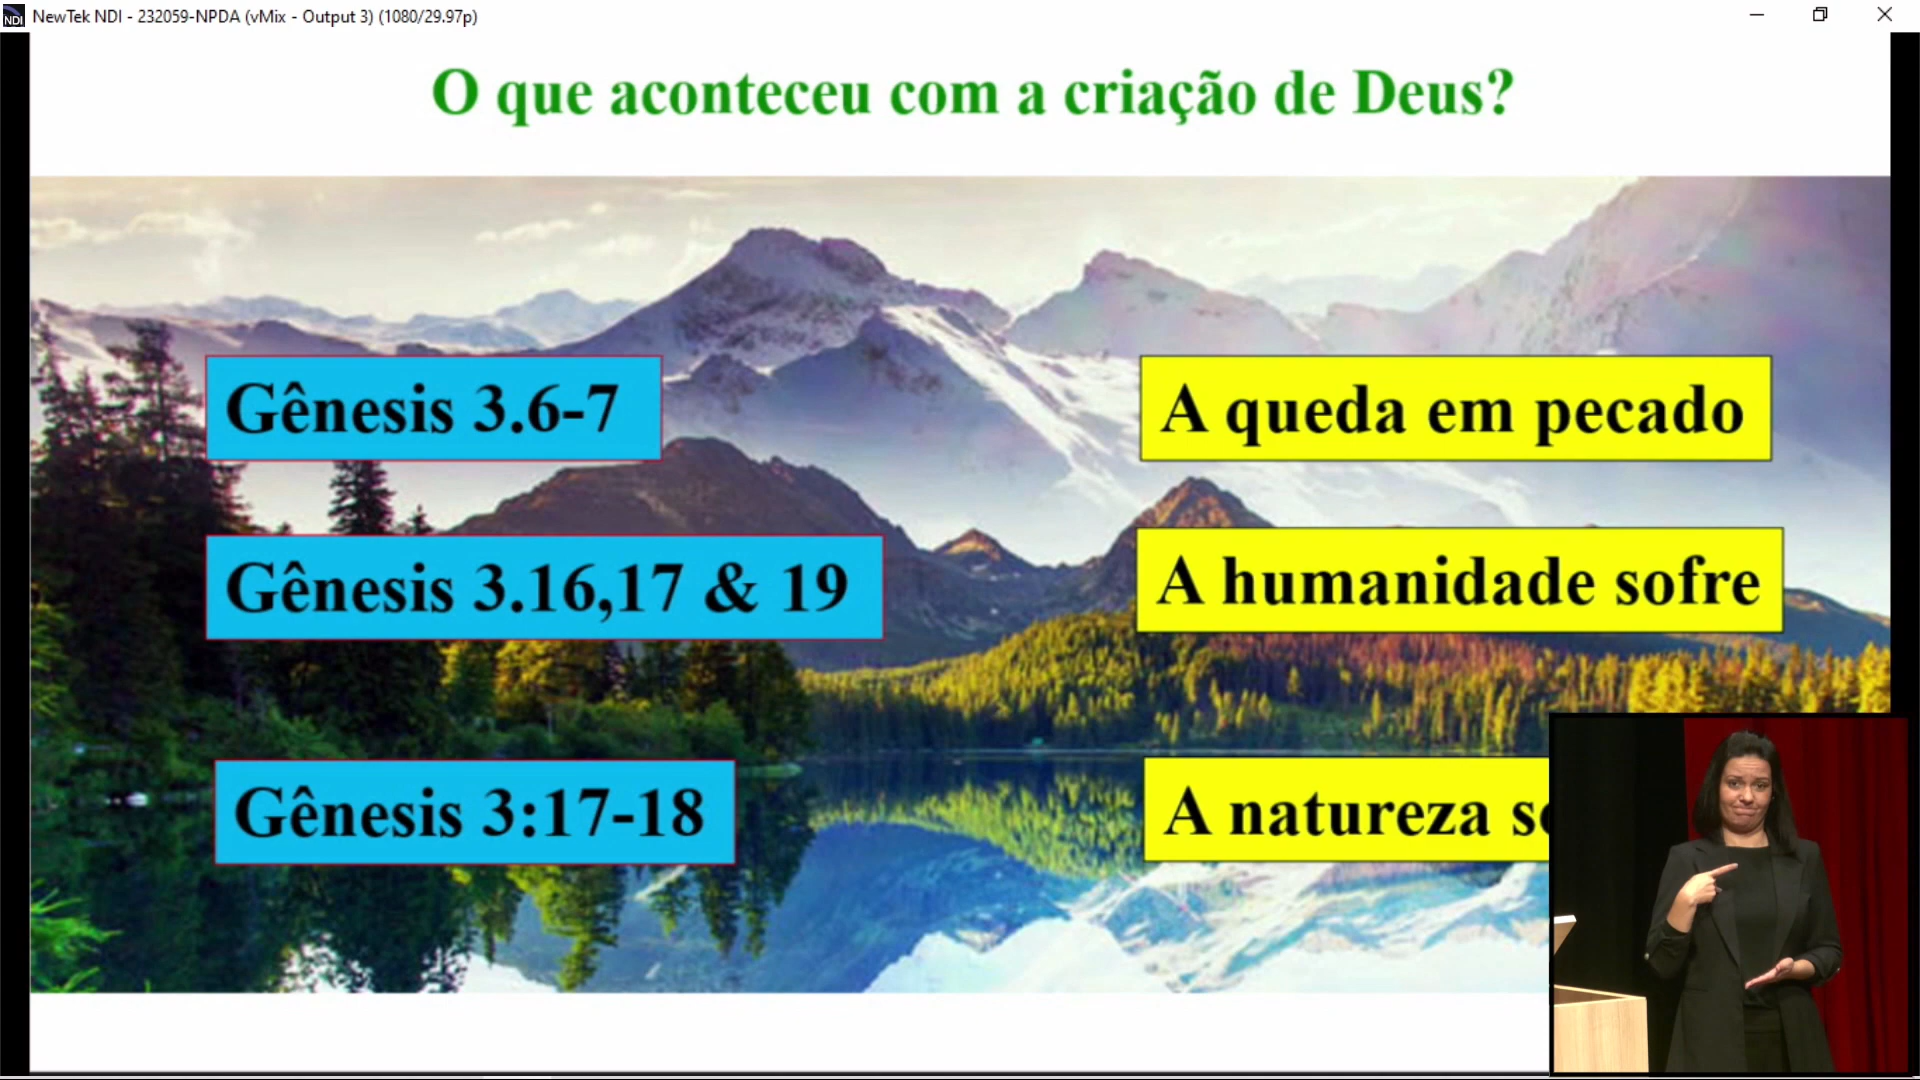 NDI NewTek NDI - 232059-NPDA (vMix - Output 3) (1080/29.97p)
O que aconteceu com a criação de Deus?
Gênesis 3.6-7
A queda em pecado
Gênesis 3.16,17 & 19
A humanidade sofre
Gênesis 3:17-18
A natureza